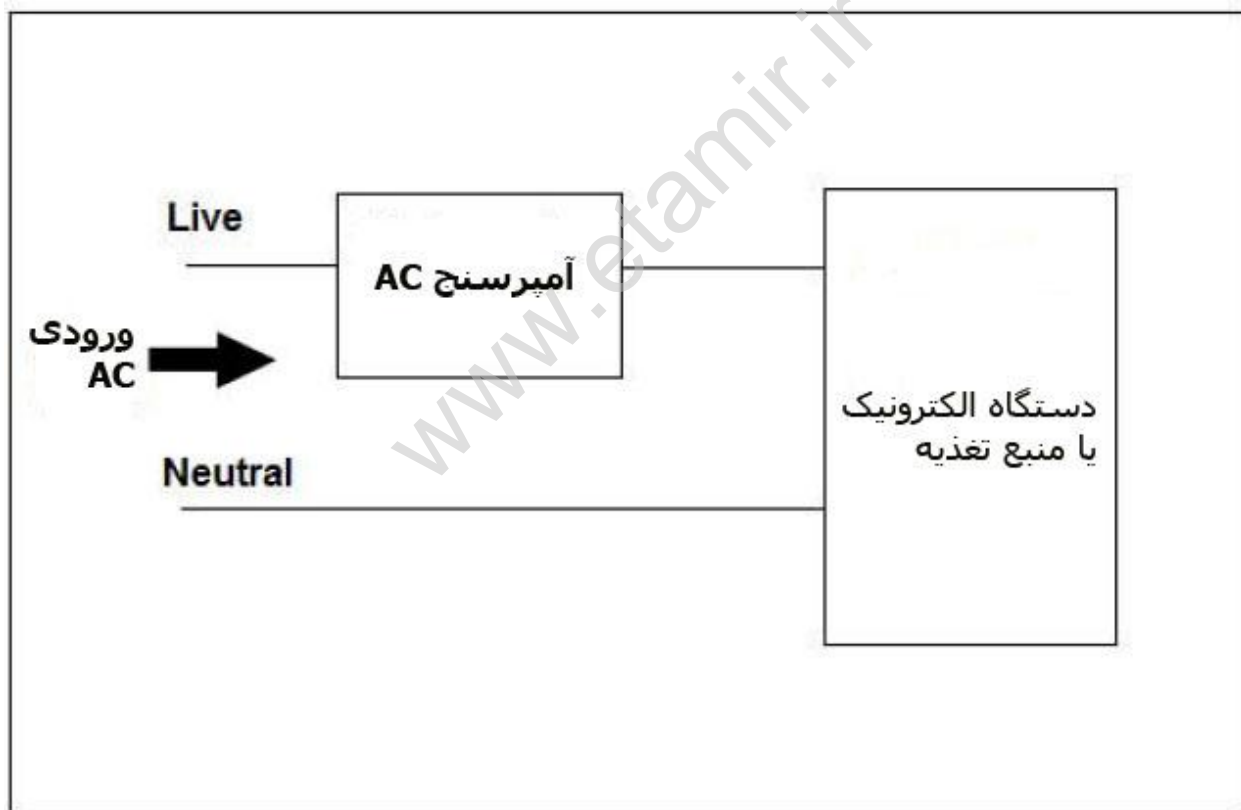 Live
آمپرسنج AC
ورودی
AC
دستگاه الکترونیک
یا منبع تغذیه
Neutral
www.etamir.ir